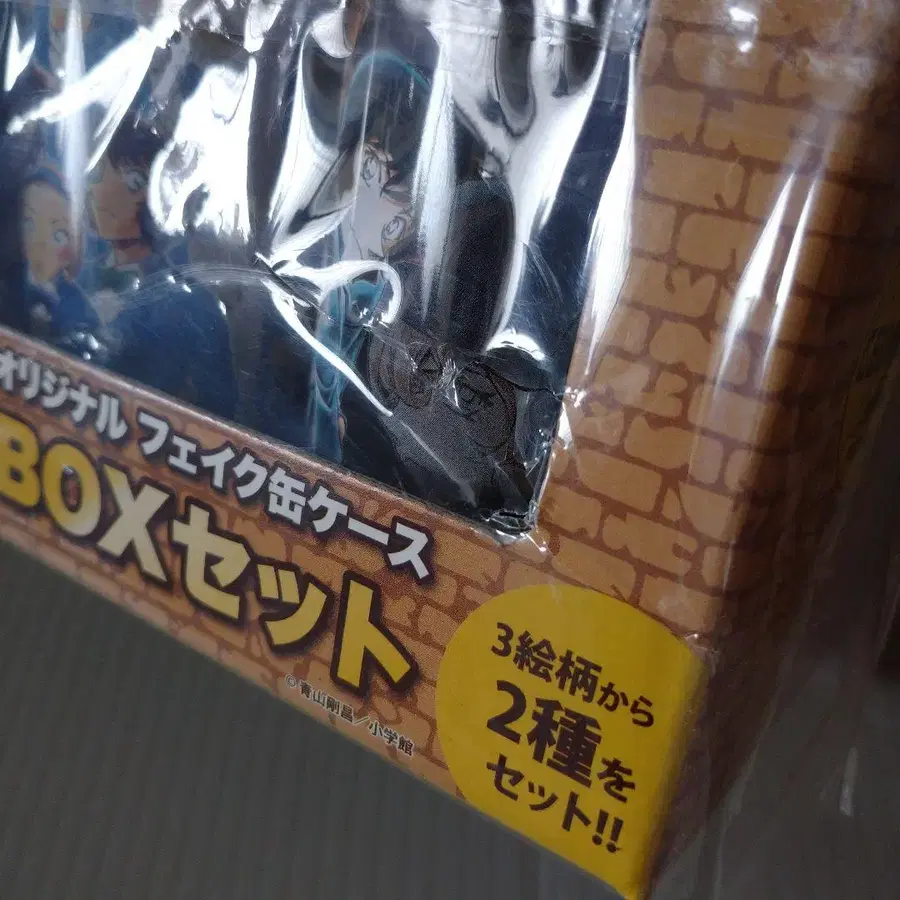 オリジナル フェイク缶ケース
BOXセット
©青山剛昌／小学館
3絵柄から
2種を
セット!!